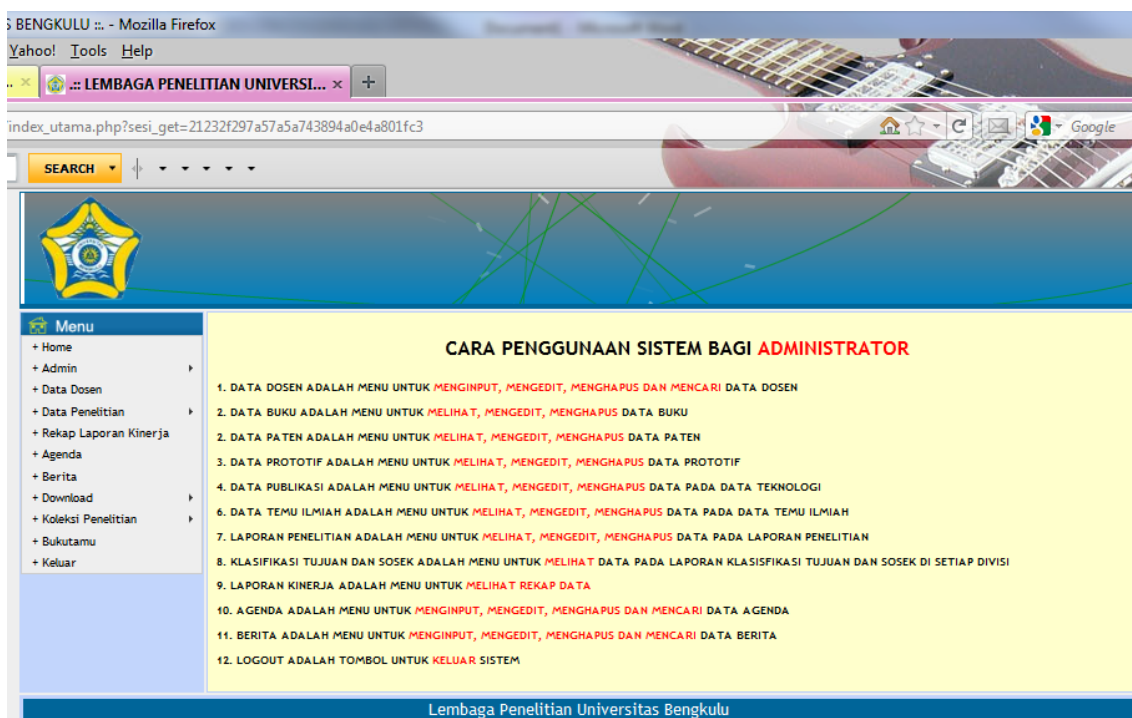 S BENGKULU ::. - Mozilla Firefox
Yahoo! Tools Help
.. × .:: LEMBAGA PENELITIAN UNIVERSI... × +
index_utama.php?sesi_get=21232f297a57a5a743894a0e4a801fc3
Google
SEARCH
Menu
+ Home
+ Admin
+ Data Dosen
+ Data Penelitian
+ Rekap Laporan Kinerja
+ Agenda
+ Berita
+ Download
+ Koleksi Penelitian
+ Bukutamu
+ Keluar
CARA PENGGUNAAN SISTEM BAGI ADMINISTRATOR
1. DATA DOSEN ADALAH MENU UNTUK MENGINPUT, MENGEDIT, MENGHAPUS DAN MENCARI DATA DOSEN
2. DATA BUKU ADALAH MENU UNTUK MELIHAT, MENGEDIT, MENGHAPUS DATA BUKU
2. DATA PATEN ADALAH MENU UNTUK MELIHAT, MENGEDIT, MENGHAPUS DATA PATEN
3. DATA PROTOTIF ADALAH MENU UNTUK MELIHAT, MENGEDIT, MENGHAPUS DATA PROTOTIF
4. DATA PUBLIKASI ADALAH MENU UNTUK MELIHAT, MENGEDIT, MENGHAPUS DATA PADA DATA TEKNOLOGI
6. DATA TEMU ILMIAH ADALAH MENU UNTUK MELIHAT, MENGEDIT, MENGHAPUS DATA PADA DATA TEMU ILMIAH
7. LAPORAN PENELITIAN ADALAH MENU UNTUK MELIHAT, MENGEDIT, MENGHAPUS DATA PADA LAPORAN PENELITIAN
8. KLASIFIKASI TUJUAN DAN SOSEK ADALAH MENU UNTUK MELIHAT DATA PADA LAPORAN KLASISFIKASI TUJUAN DAN SOSEK DI SETIAP DIVISI
9. LAPORAN KINERJA ADALAH MENU UNTUK MELIHAT REKAP DATA
10. AGENDA ADALAH MENU UNTUK MENGINPUT, MENGEDIT, MENGHAPUS DAN MENCARI DATA AGENDA
11. BERITA ADALAH MENU UNTUK MENGINPUT, MENGEDIT, MENGHAPUS DAN MENCARI DATA BERITA
12. LOGOUT ADALAH TOMBOL UNTUK KELUAR SISTEM
Lembaga Penelitian Universitas Bengkulu